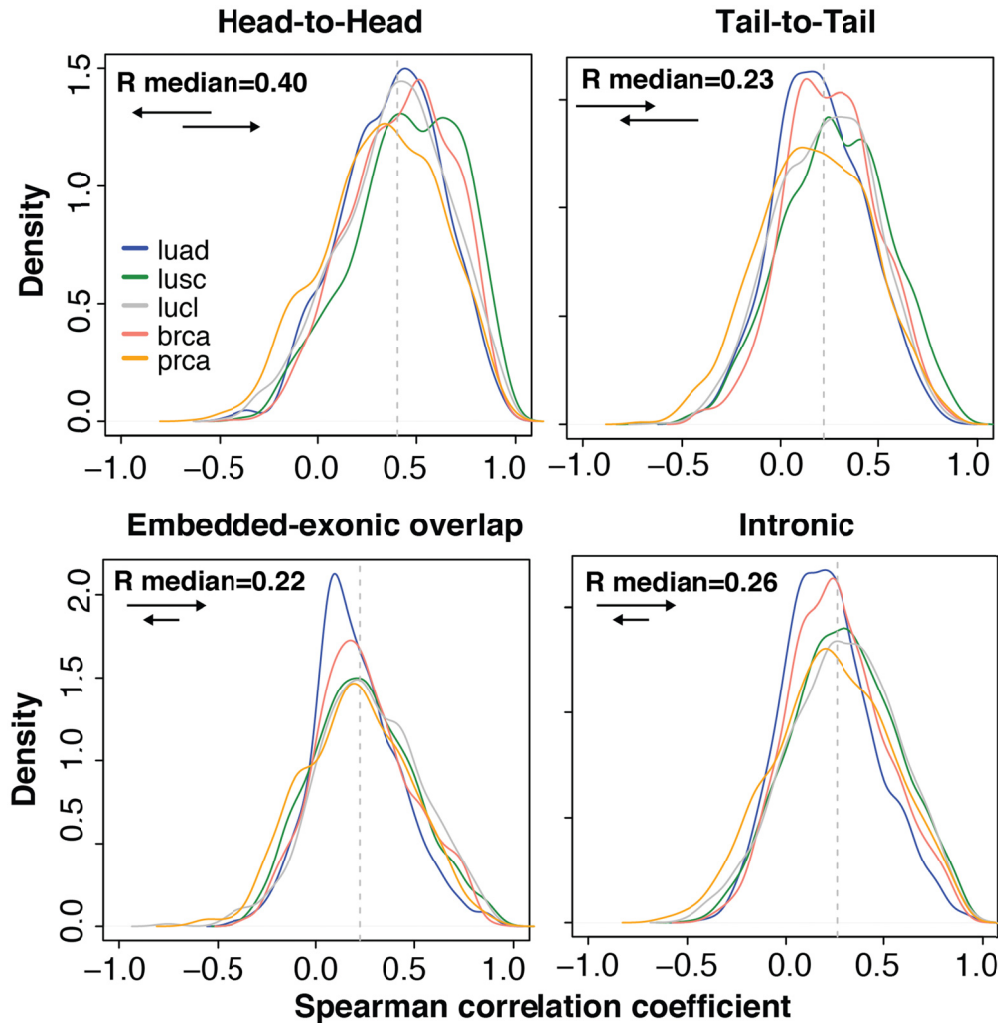 Head-to-Head
R median=0.40
Density
1.5
1.0
0.5
0.0
luad
lusc
lucl
brca
prca
−1.0 −0.5 0.0 0.5 1.0
Tail-to-Tail
R median=0.23
−1.0 −0.5 0.0 0.5 1.0
Embedded-exonic overlap
R median=0.22
Density
2.0
1.5
1.0
0.5
0.0
−1.0 −0.5 0.0 0.5 1.0
Intronic
R median=0.26
−1.0 −0.5 0.0 0.5 1.0
Spearman correlation coefficient